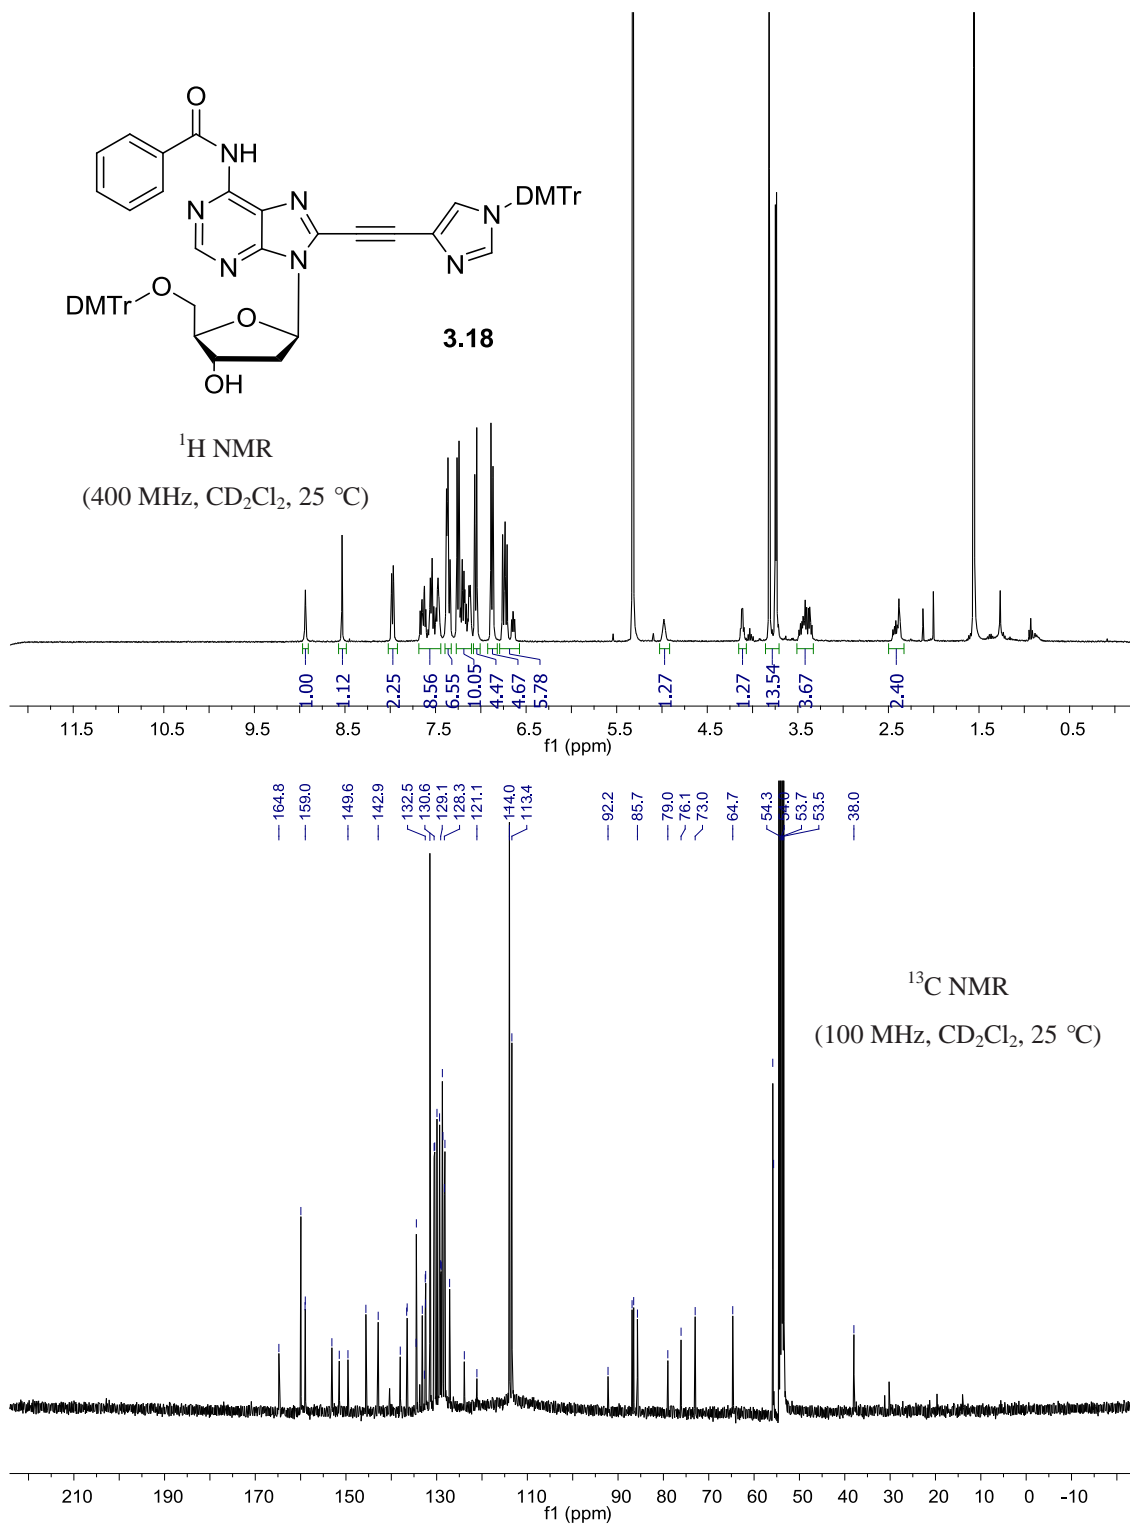 O
NH
N
N
N
N
N
N
DMTr
DMTr
O
O
OH
3.18
¹H NMR
(400 MHz, CD₂Cl₂, 25 °C)
1.00
1.12
2.25
8.56
6.55
10.05
4.47
4.67
5.78
1.27
1.27
13.54
3.67
2.40
11.5 10.5 9.5 8.5 7.5 6.5 5.5 4.5 3.5 2.5 1.5 0.5
f1 (ppm)
164.8
159.0
149.6
142.9
132.5
130.6
129.1
128.3
121.1
114.0
113.4
92.2
85.7
79.0
76.1
73.0
64.7
54.3
53.7
53.5
38.0
¹³C NMR
(100 MHz, CD₂Cl₂, 25 °C)
210 190 170 150 130 110 90 80 70 60 50 40 30 20 10 0 -10
f1 (ppm)